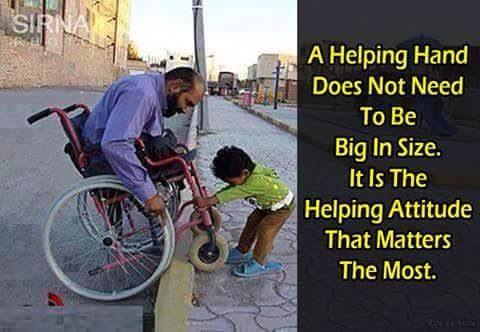 SIRNA
PHOTO
A Helping Hand
Does Not Need
To Be
Big In Size.
It Is The
Helping Attitude
That Matters
The Most.